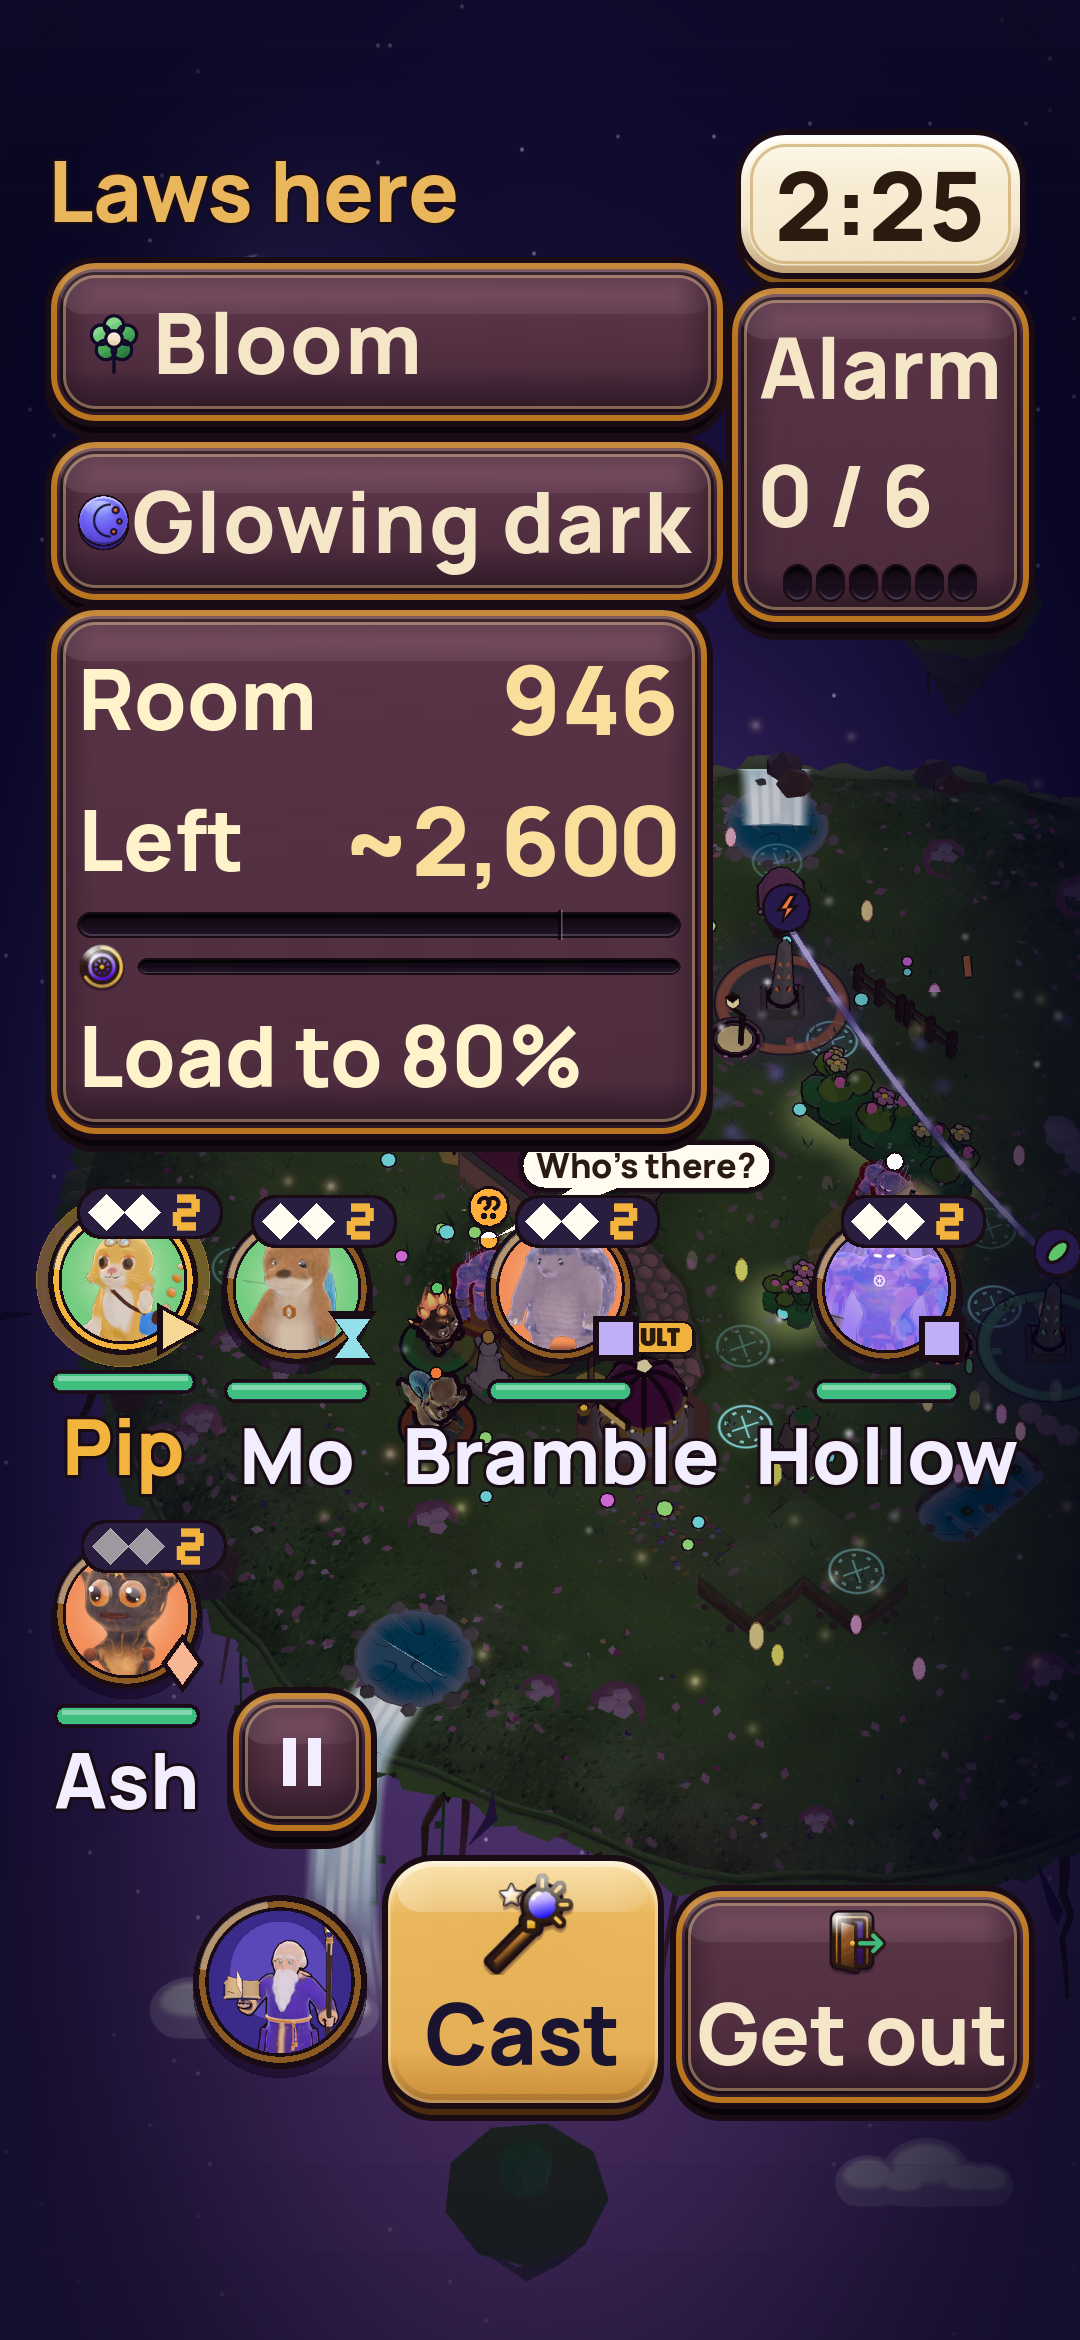 Laws here
2:25
Bloom
Alarm
0 / 6
Glowing dark
Room 946
Left ~2,600
Load to 80%
Who's there?
??
2
2
2
2
ULT
Pip
Mo
Bramble
Hollow
2
Ash
Cast
Get out